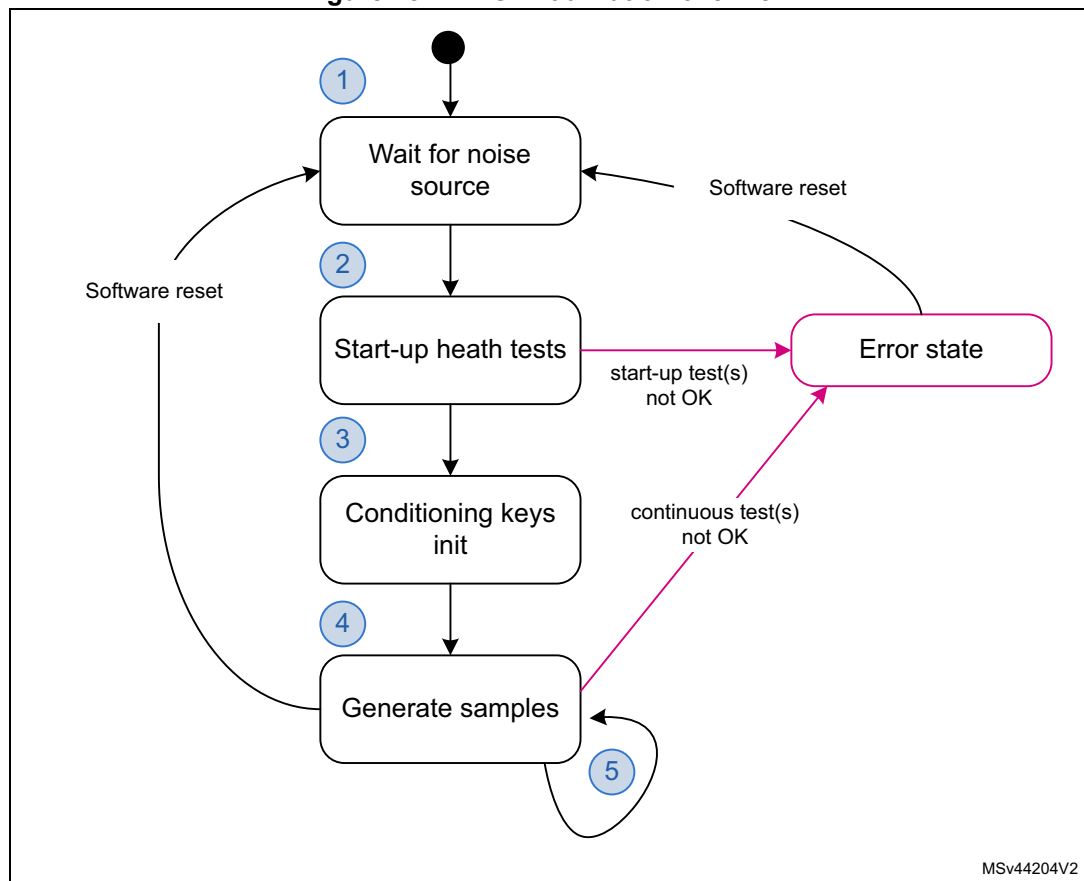 1
Wait for noise
source
Software reset
2
Software reset
Start-up heath tests
Error state
start-up test(s)
not OK
3
Conditioning keys
init
continuous test(s)
not OK
4
Generate samples
5
MSv44204V2